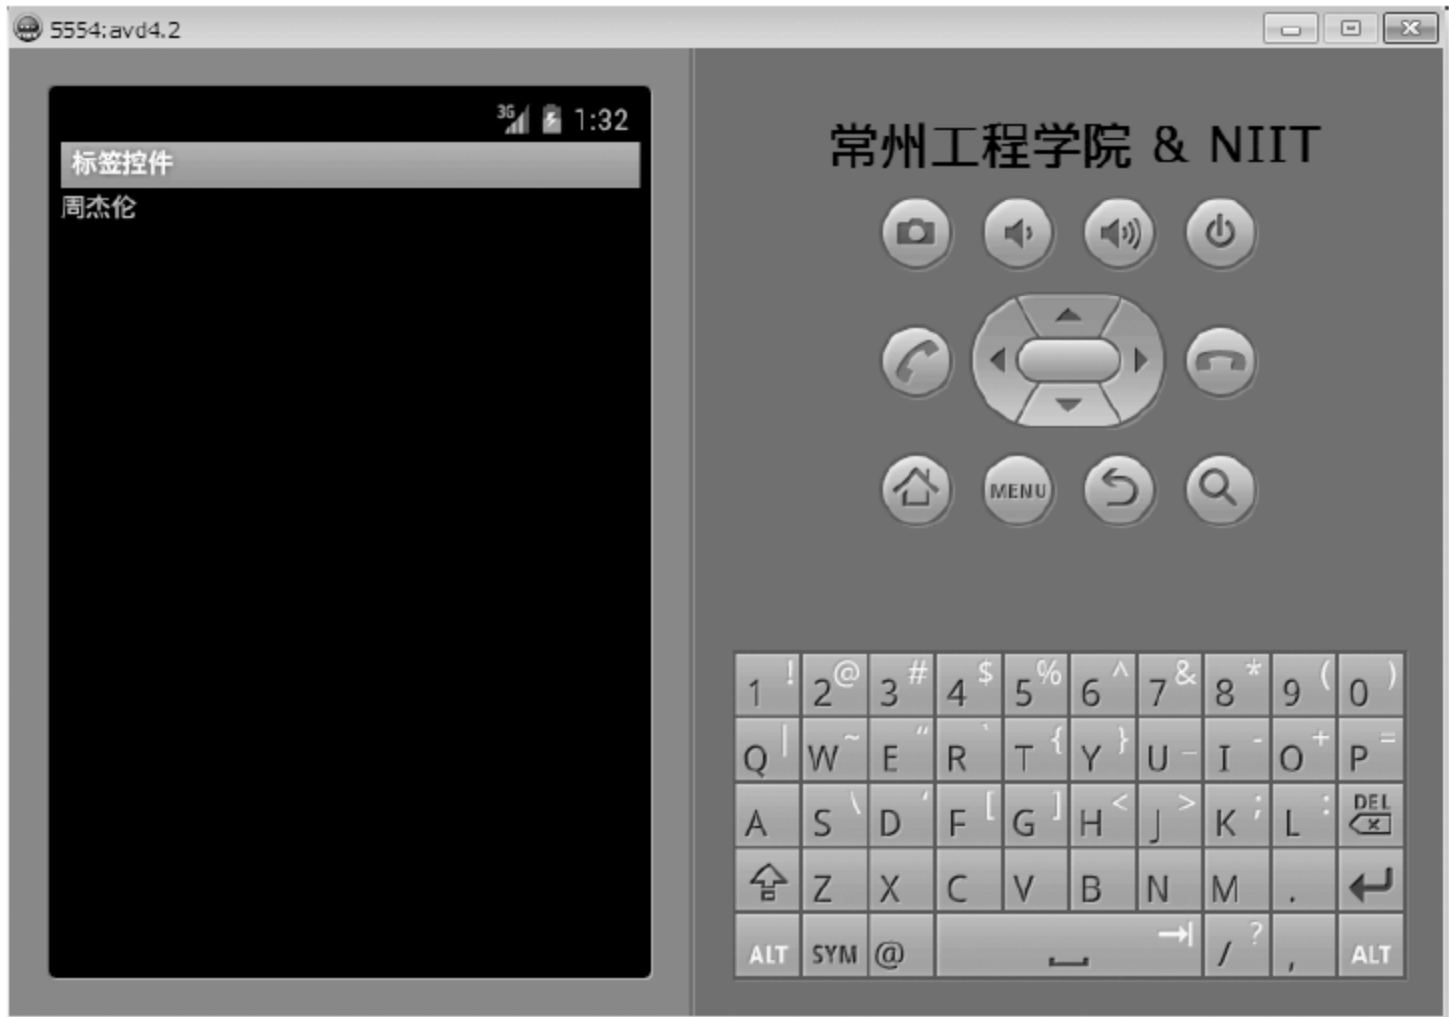 5554:avd4.2
3G 1:32
标签控件
周杰伦
常州工程学院 & NIIT
MENU
1 ! 2 @ 3 # 4 $ 5 % 6 ^ 7 & 8 * 9 ( 0 )
Q | W ~ E " R ` T { Y } U _ I - O + P =
A S \ D ' F [ G ] H < J > K ; L : DEL
Z X C V B N M .
ALT SYM @ / ? , ALT